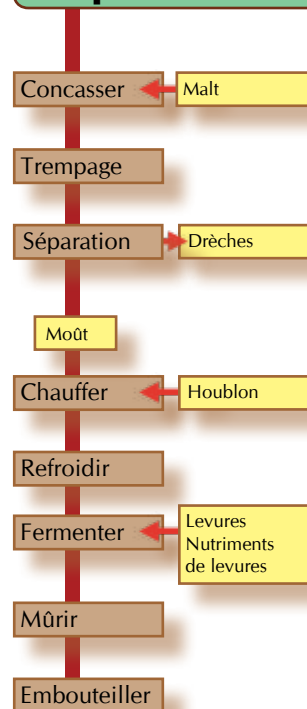 Concasser
Malt
Trempage
Séparation
Drèches
Moût
Chauffer
Houblon
Refroidir
Fermenter
Levures
Nutriments
de levures
Mûrir
Embouteiller